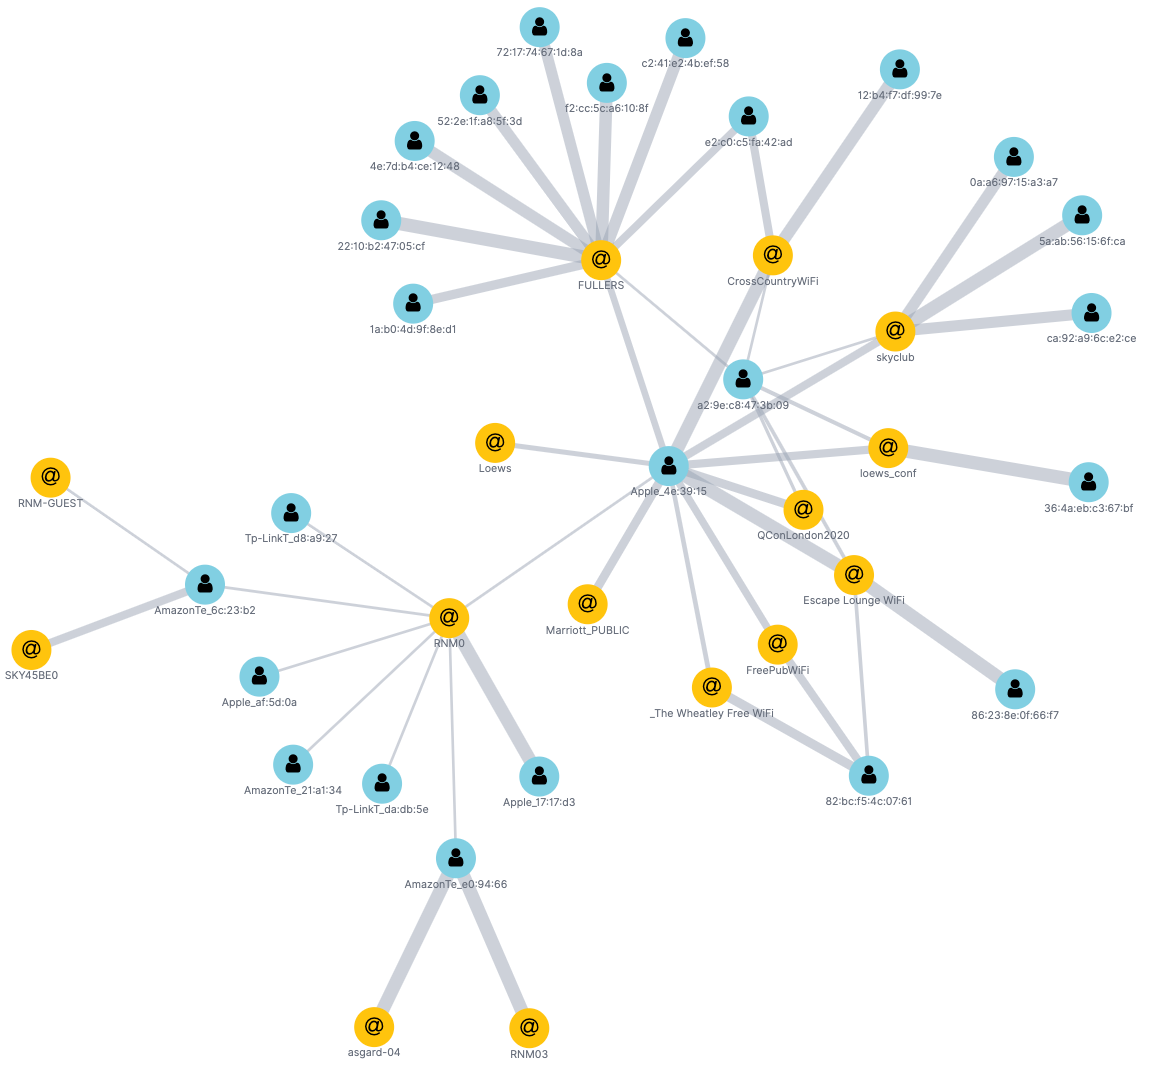 72:17:74:67:1d:8a
c2:41:e2:4b:ef:58
12:b4:f7:df:99:7e
f2:cc:5c:a6:10:8f
52:2e:1f:a8:5f:3d
e2:c0:c5:fa:42:ad
4e:7d:b4:ce:12:48
0a:a6:97:15:a3:a7
22:10:b2:47:05:cf
5a:ab:56:15:6f:ca
@
FULLERS
@
CrossCountryWiFi
1a:b0:4d:9f:8e:d1
ca:92:a9:6c:e2:ce
@
skyclub
a2:9e:c8:47:3b:09
@
Loews
@
loews_conf
Apple_4e:39:15
@
RNM-GUEST
36:4a:eb:c3:67:bf
Tp-LinkT_d8:a9:27
@
QConLondon2020
@
Escape Lounge WiFi
AmazonTe_6c:23:b2
@
Marriott_PUBLIC
@
RNM0
@
SKY45BE0
@
FreePubWiFi
Apple_af:5d:0a
@
_The Wheatley Free WiFi
86:23:8e:0f:66:f7
AmazonTe_21:a1:34
Tp-LinkT_da:db:5e
Apple_17:17:d3
82:bc:f5:4c:07:61
AmazonTe_e0:94:66
@
asgard-04
@
RNM03